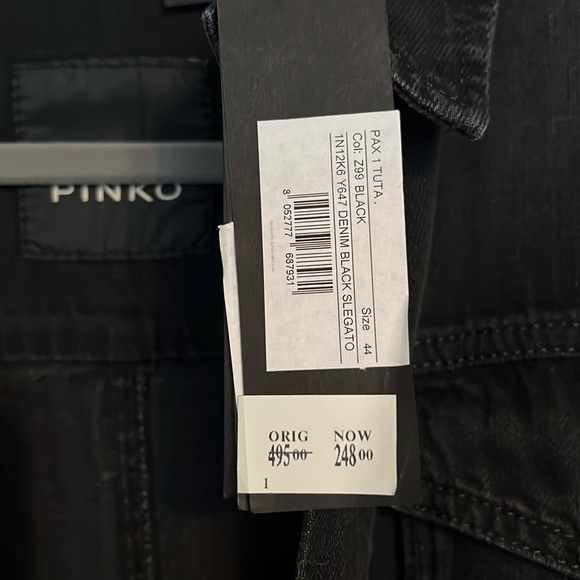 PINKO
PAX 1 TUTA .
Col: Z99 BLACK Size 44
1N12K6 Y647 DENIM BLACK SLEGATO
8 052777 687931
ORIG NOW
495 00 248 00
1